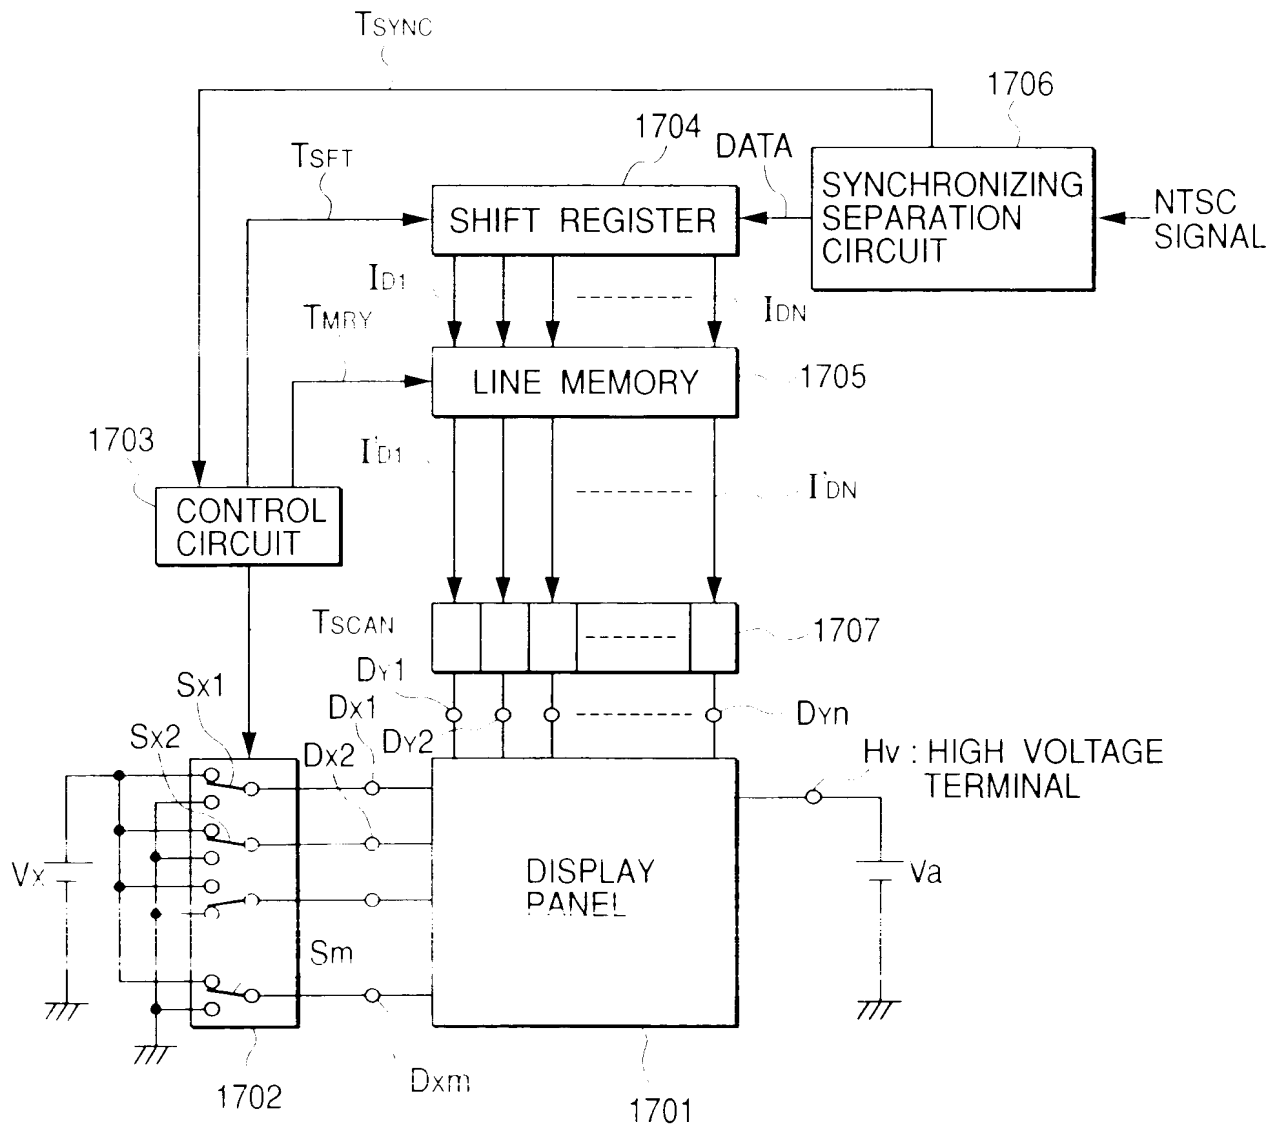 TSYNC
1706
1704
DATA
TSFT
SYNCHRONIZING
SEPARATION
CIRCUIT
NTSC
SIGNAL
SHIFT REGISTER
ID1
IDN
TMRY
LINE MEMORY
1705
1703
I'D1
I'DN
CONTROL
CIRCUIT
TSCAN
1707
DY1
SX1
DX1
DY2
DYn
SX2
DX2
HV : HIGH VOLTAGE
TERMINAL
VX
DISPLAY
PANEL
Va
Sm
DXm
1702
1701